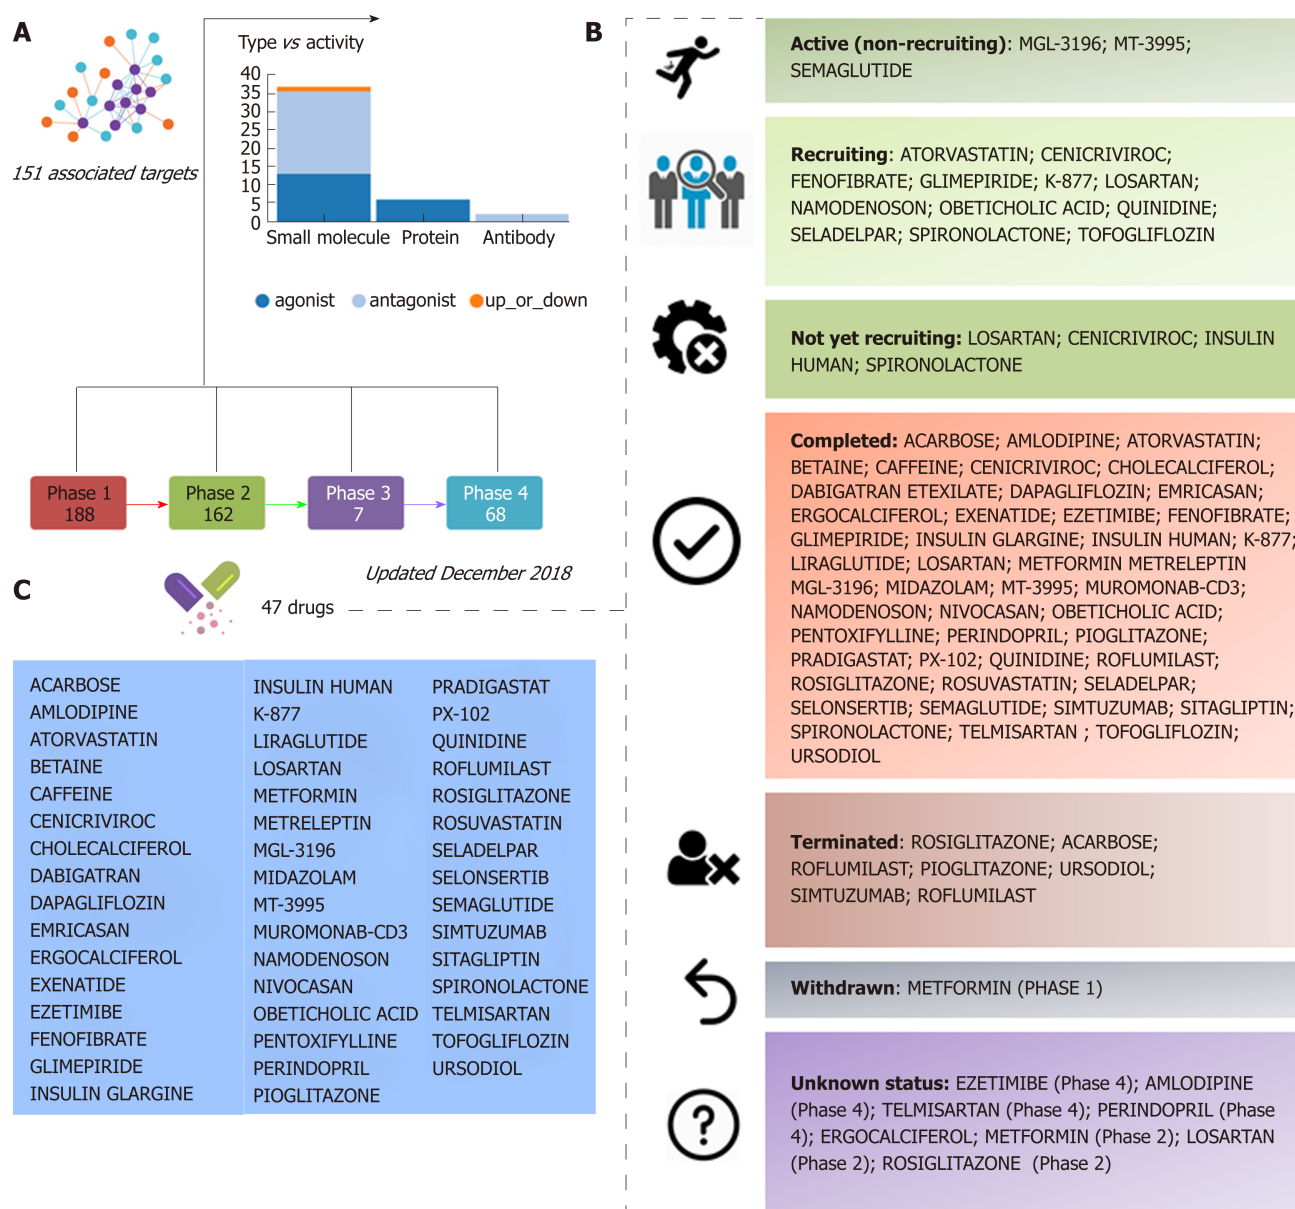 A
Type vs activity
40
35
30
25
20
15
10
5
0
Small molecule
Protein
Antibody
agonist
antagonist
up_or_down
151 associated targets
Phase 1
188
Phase 2
162
Phase 3
7
Phase 4
68
Updated December 2018
B
Active (non-recruiting): MGL-3196; MT-3995;
SEMAGLUTIDE
Recruiting: ATORVASTATIN; CENICRIVIROC;
FENOFIBRATE; GLIMEPIRIDE; K-877; LOSARTAN;
NAMODENOSON; OBETICHOLIC ACID; QUINIDINE;
SELADELPAR; SPIRONOLACTONE; TOFOGLIFLOZIN
Not yet recruiting: LOSARTAN; CENICRIVIROC; INSULIN
HUMAN; SPIRONOLACTONE
Completed: ACARBOSE; AMLODIPINE; ATORVASTATIN;
BETAINE; CAFFEINE; CENICRIVIROC; CHOLECALCIFEROL;
DABIGATRAN ETEXILATE; DAPAGLIFLOZIN; EMRICASAN;
ERGOCALCIFEROL; EXENATIDE; EZETIMIBE; FENOFIBRATE;
GLIMEPIRIDE; INSULIN GLARGINE; INSULIN HUMAN; K-877;
LIRAGLUTIDE; LOSARTAN; METFORMIN METRELEPTIN
MGL-3196; MIDAZOLAM; MT-3995; MUROMONAB-CD3;
NAMODENOSON; NIVOCASAN; OBETICHOLIC ACID;
PENTOXIFYLLINE; PERINDOPRIL; PIOGLITAZONE;
PRADIGASTAT; PX-102; QUINIDINE; ROFLUMILAST;
ROSIGLITAZONE; ROSUVASTATIN; SELADELPAR;
SELONSERTIB; SEMAGLUTIDE; SIMTUZUMAB; SITAGLIPTIN;
SPIRONOLACTONE; TELMISARTAN ; TOFOGLIFLOZIN;
URSODIOL
Terminated: ROSIGLITAZONE; ACARBOSE;
ROFLUMILAST; PIOGLITAZONE; URSODIOL;
SIMTUZUMAB; ROFLUMILAST
Withdrawn: METFORMIN (PHASE 1)
Unknown status: EZETIMIBE (Phase 4); AMLODIPINE
(Phase 4); TELMISARTAN (Phase 4); PERINDOPRIL (Phase
4); ERGOCALCIFEROL; METFORMIN (Phase 2); LOSARTAN
(Phase 2); ROSIGLITAZONE (Phase 2)
C
47 drugs
ACARBOSE
AMLODIPINE
ATORVASTATIN
BETAINE
CAFFEINE
CENICRIVIROC
CHOLECALCIFEROL
DABIGATRAN
DAPAGLIFLOZIN
EMRICASAN
ERGOCALCIFEROL
EXENATIDE
EZETIMIBE
FENOFIBRATE
GLIMEPIRIDE
INSULIN GLARGINE
INSULIN HUMAN
K-877
LIRAGLUTIDE
LOSARTAN
METFORMIN
METRELEPTIN
MGL-3196
MIDAZOLAM
MT-3995
MUROMONAB-CD3
NAMODENOSON
NIVOCASAN
OBETICHOLIC ACID
PENTOXIFYLLINE
PERINDOPRIL
PIOGLITAZONE
PRADIGASTAT
PX-102
QUINIDINE
ROFLUMILAST
ROSIGLITAZONE
ROSUVASTATIN
SELADELPAR
SELONSERTIB
SEMAGLUTIDE
SIMTUZUMAB
SITAGLIPTIN
SPIRONOLACTONE
TELMISARTAN
TOFOGLIFLOZIN
URSODIOL